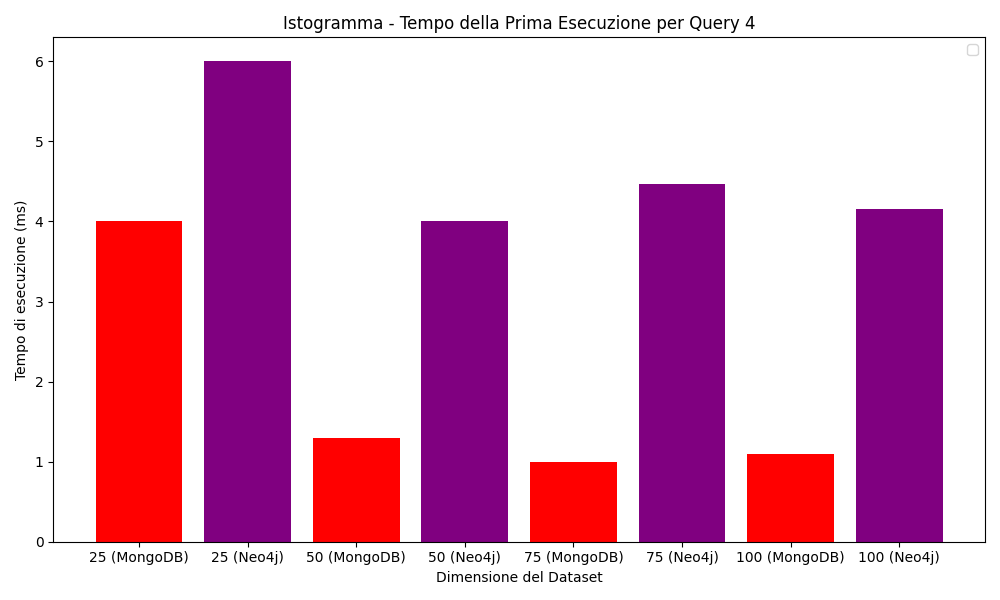 Istogramma - Tempo della Prima Esecuzione per Query 4
Tempo di esecuzione (ms)
6
5
4
3
2
1
0
25 (MongoDB) 25 (Neo4j) 50 (MongoDB) 50 (Neo4j) 75 (MongoDB) 75 (Neo4j) 100 (MongoDB) 100 (Neo4j)
Dimensione del Dataset